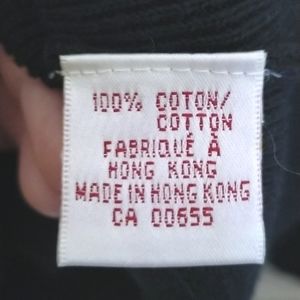 100% COTON/
COTTON
FABRIQUÉ À
HONG KONG
MADE IN HONG KONG
CA 00655